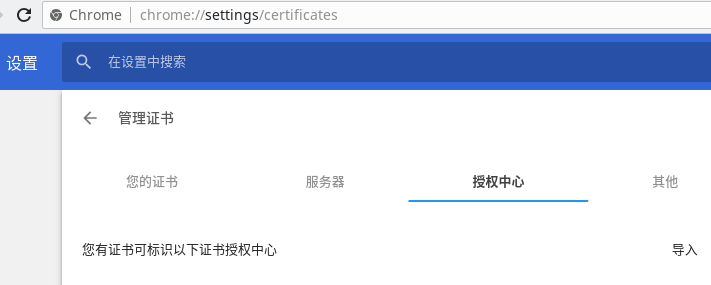 Chrome chrome://settings/certificates
设置 在设置中搜索
管理证书
您的证书 服务器 授权中心 其他
您有证书可标识以下证书授权中心 导入